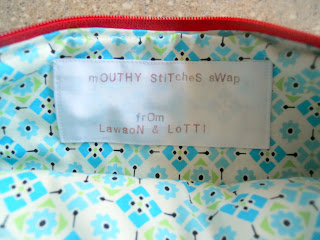 mOUTHY StiTcheS sWap
frOm
LawsoN & LoTTI